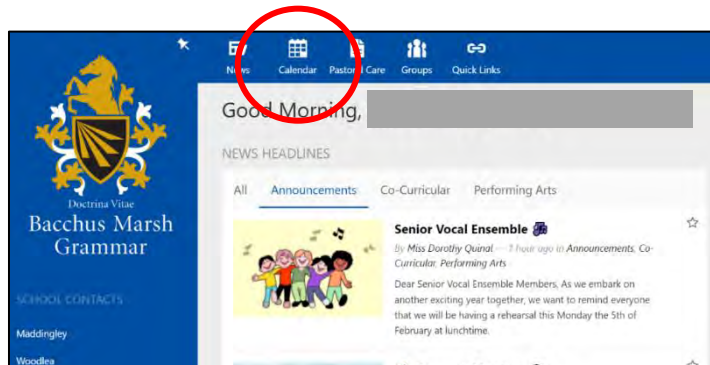 News Calendar Pastoral Care Groups Quick Links
Good Morning,
NEWS HEADLINES
All Announcements Co-Curricular Performing Arts
Doctrina Vitae
Bacchus Marsh
Grammar
SCHOOL CONTACTS
Maddingley
Woodlea
Senior Vocal Ensemble
By Miss Dorothy Quinal — 1 hour ago in Announcements, Co-
Curricular, Performing Arts
Dear Senior Vocal Ensemble Members, As we embark on
another exciting year together, we want to remind everyone
that we will be having a rehearsal this Monday the 5th of
February at lunchtime.